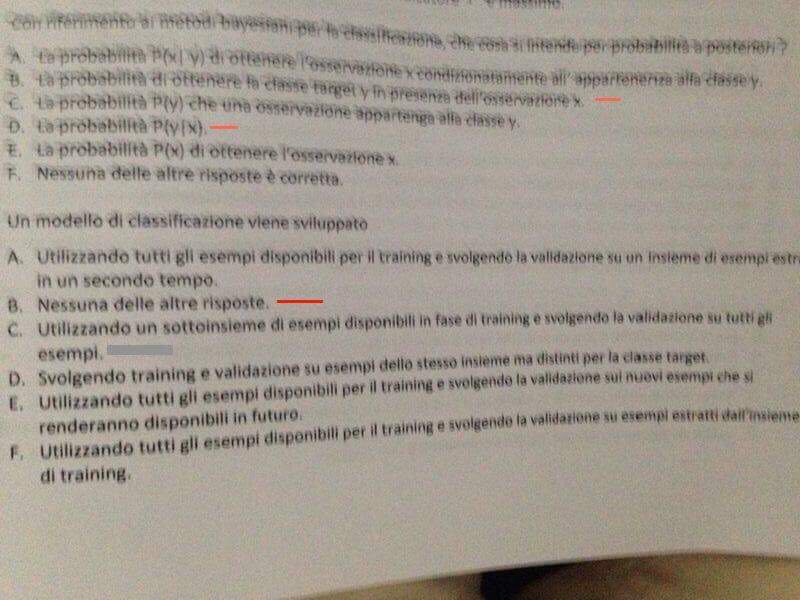 e massimo.
Con riferimento ai metodi bayesiani per la classificazione, che cosa si intende per probabilità a posteriori ?
A. La probabilità P(x| y) di ottenere l'osservazione x condizionatamente all' appartenenza alla classe y.
B. La probabilità di ottenere la classe target y in presenza dell'osservazione x.
C. La probabilità P(y) che una osservazione appartenga alla classe y.
D. La probabilità P(y|x).
E. La probabilità P(x) di ottenere l'osservazione x.
F. Nessuna delle altre risposte è corretta.
Un modello di classificazione viene sviluppato
A. Utilizzando tutti gli esempi disponibili per il training e svolgendo la validazione su un insieme di esempi estr
in un secondo tempo.
B. Nessuna delle altre risposte.
C. Utilizzando un sottoinsieme di esempi disponibili in fase di training e svolgendo la validazione su tutti gli
esempi.
D. Svolgendo training e validazione su esempi dello stesso insieme ma distinti per la classe target.
E. Utilizzando tutti gli esempi disponibili per il training e svolgendo la validazione sui nuovi esempi che si
renderanno disponibili in futuro.
F. Utilizzando tutti gli esempi disponibili per il training e svolgendo la validazione su esempi estratti dall'insieme
di training.